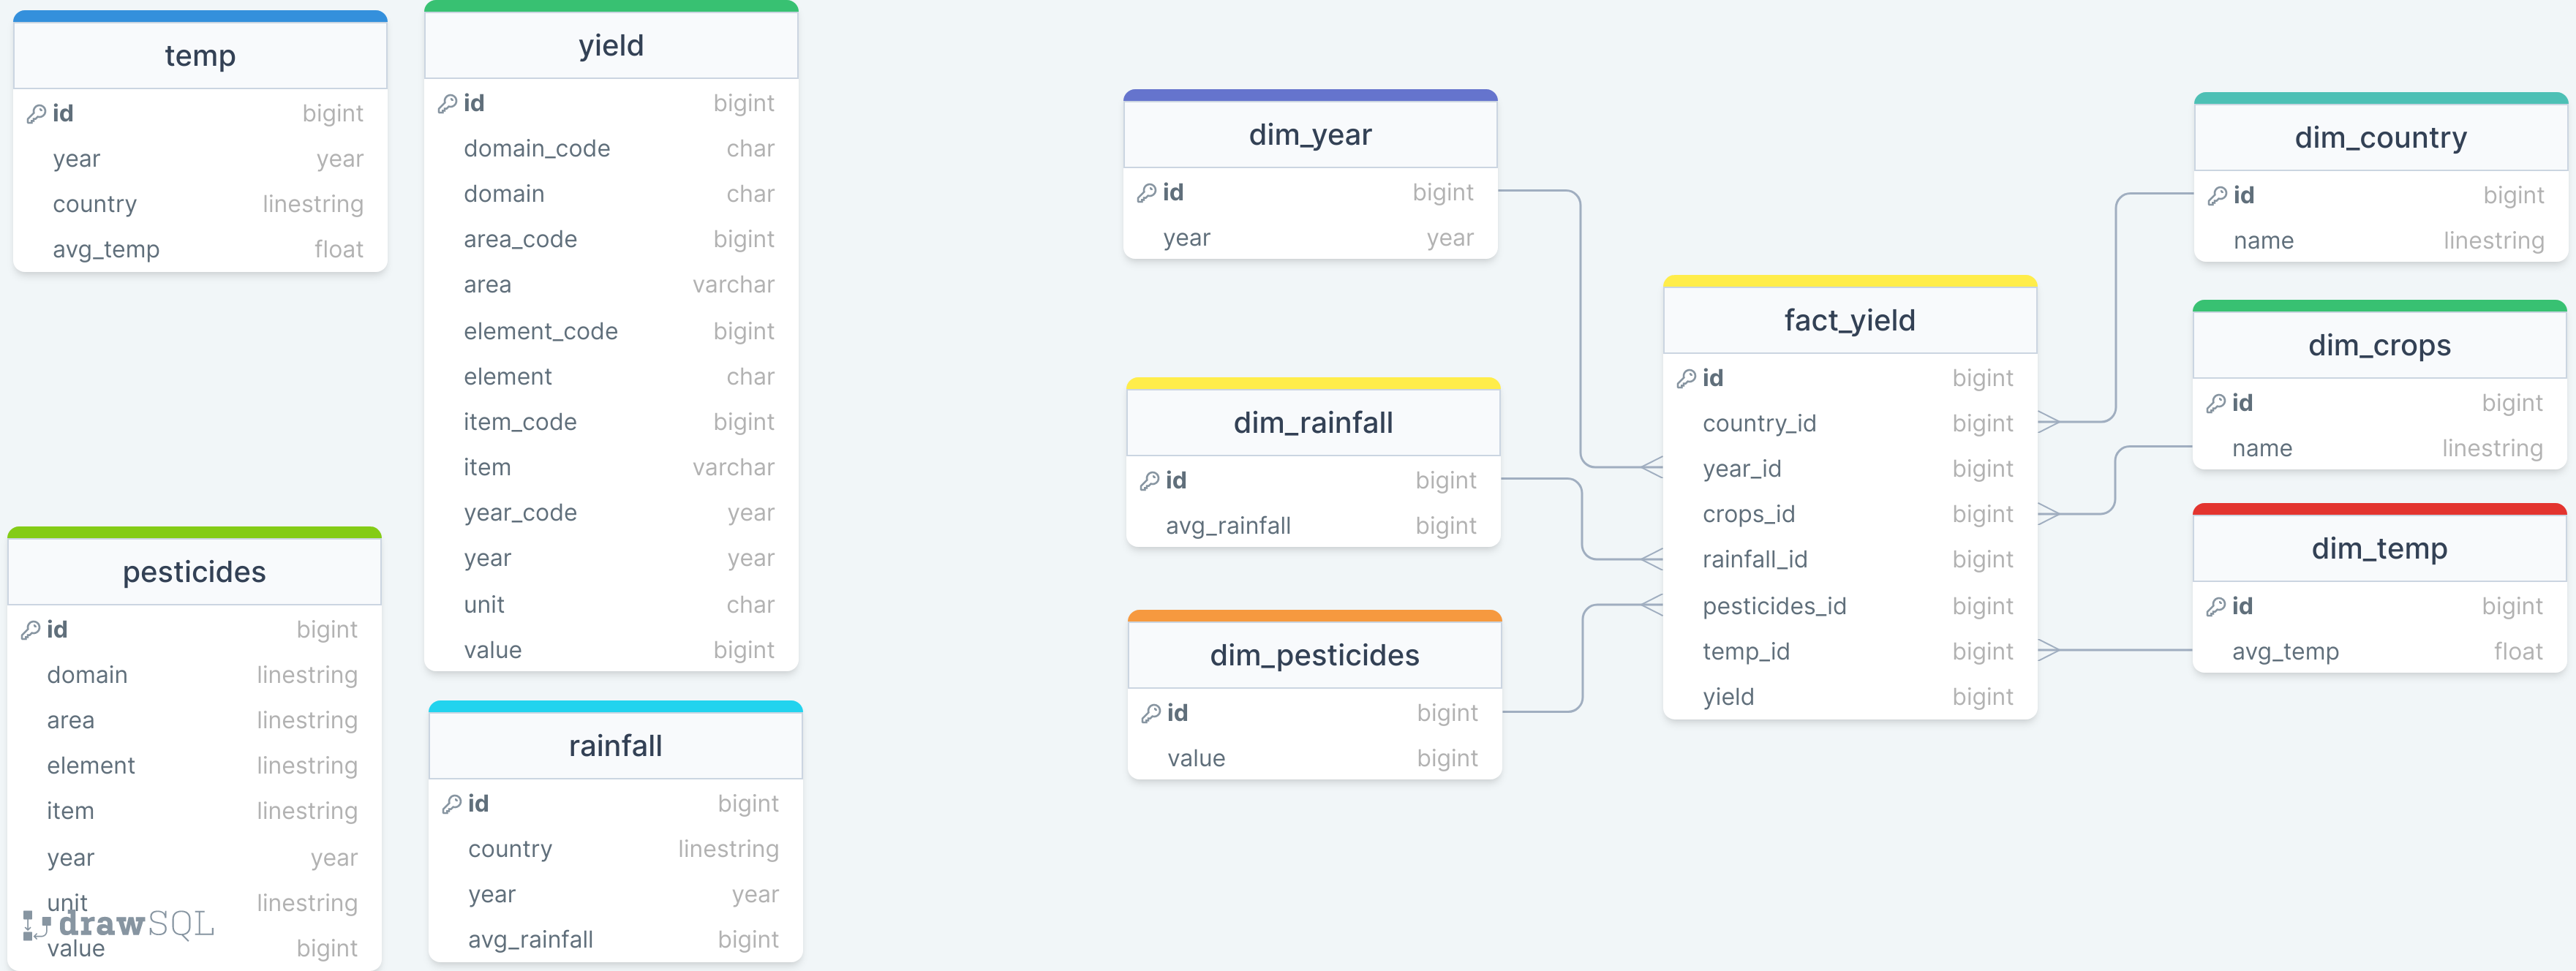 temp
id bigint
year year
country linestring
avg_temp float
yield
id bigint
domain_code char
domain char
area_code bigint
area varchar
element_code bigint
element char
item_code bigint
item varchar
year_code year
year year
unit char
value bigint
pesticides
id bigint
domain linestring
area linestring
element linestring
item linestring
year year
unit linestring
drawSQL
value bigint
rainfall
id bigint
country linestring
year year
avg_rainfall bigint
dim_year
id bigint
year year
dim_rainfall
id bigint
avg_rainfall bigint
dim_pesticides
id bigint
value bigint
fact_yield
id bigint
country_id bigint
year_id bigint
crops_id bigint
rainfall_id bigint
pesticides_id bigint
temp_id bigint
yield bigint
dim_country
id bigint
name linestring
dim_crops
id bigint
name linestring
dim_temp
id bigint
avg_temp float